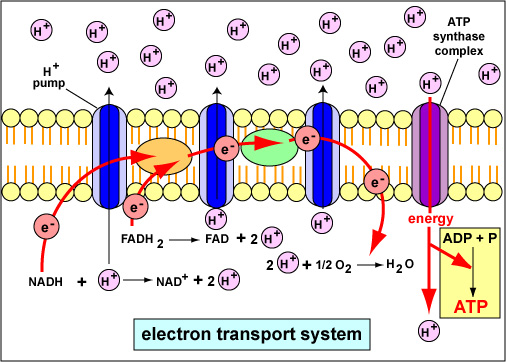 H+
H+
H+
H+
H+
H+
H+
ATP
synthase
complex
H+
H+
H+
pump
H+
H+
H+
H+
H+
H+
H+
H+
e-
e-
e-
e-
e-
H+
H+
energy
FADH2 → FAD + 2 H+
ADP + P
2 H+ + 1/2 O2 → H2O
NADH + H+ → NAD+ + 2 H+
ATP
H+
electron transport system